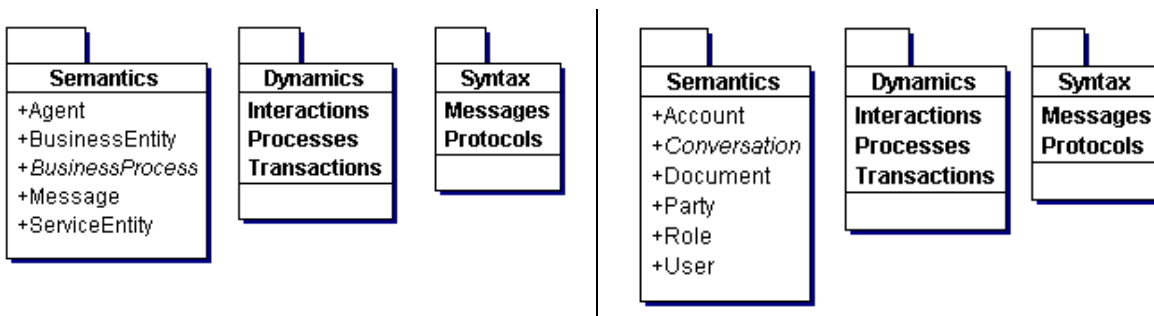 Semantics
+Agent
+BusinessEntity
+BusinessProcess
+Message
+ServiceEntity
Dynamics
Interactions
Processes
Transactions
Syntax
Messages
Protocols
Semantics
+Account
+Conversation
+Document
+Party
+Role
+User
Dynamics
Interactions
Processes
Transactions
Syntax
Messages
Protocols